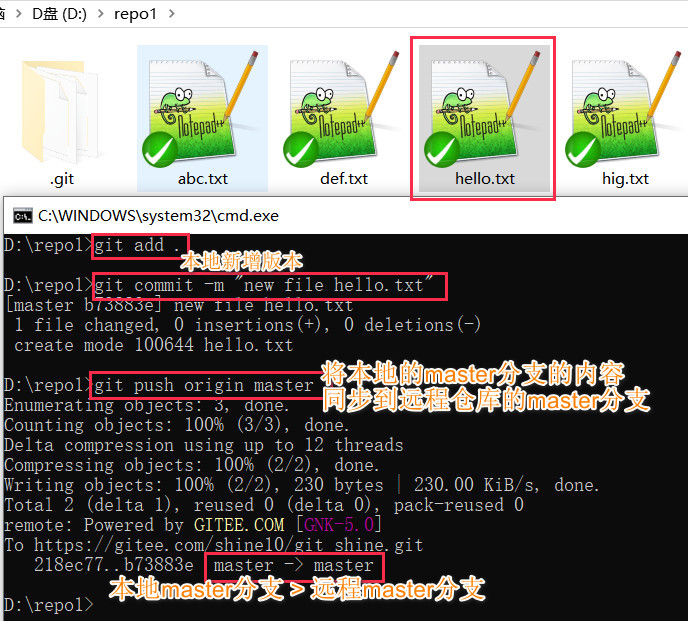 D盘 (D:) > repo1 >
.git
abc.txt
def.txt
hello.txt
hig.txt
Notepad++
Notepad++
Notepad++
Notepad++
C:\WINDOWS\system32\cmd.exe
D:\repo1>git add .
本地新增版本
D:\repo1>git commit -m "new file hello.txt"
[master b73883e] new file hello.txt
1 file changed, 0 insertions(+), 0 deletions(-)
create mode 100644 hello.txt
D:\repo1>git push origin master
将本地的master分支的内容
同步到远程仓库的master分支
Enumerating objects: 3, done.
Counting objects: 100% (3/3), done.
Delta compression using up to 12 threads
Compressing objects: 100% (2/2), done.
Writing objects: 100% (2/2), 230 bytes | 230.00 KiB/s, done.
Total 2 (delta 1), reused 0 (delta 0), pack-reused 0
remote: Powered by GITEE.COM [GNK-5.0]
To https://gitee.com/shine10/git_shine.git
218ec77..b73883e master -> master
本地master分支 > 远程master分支
D:\repo1>